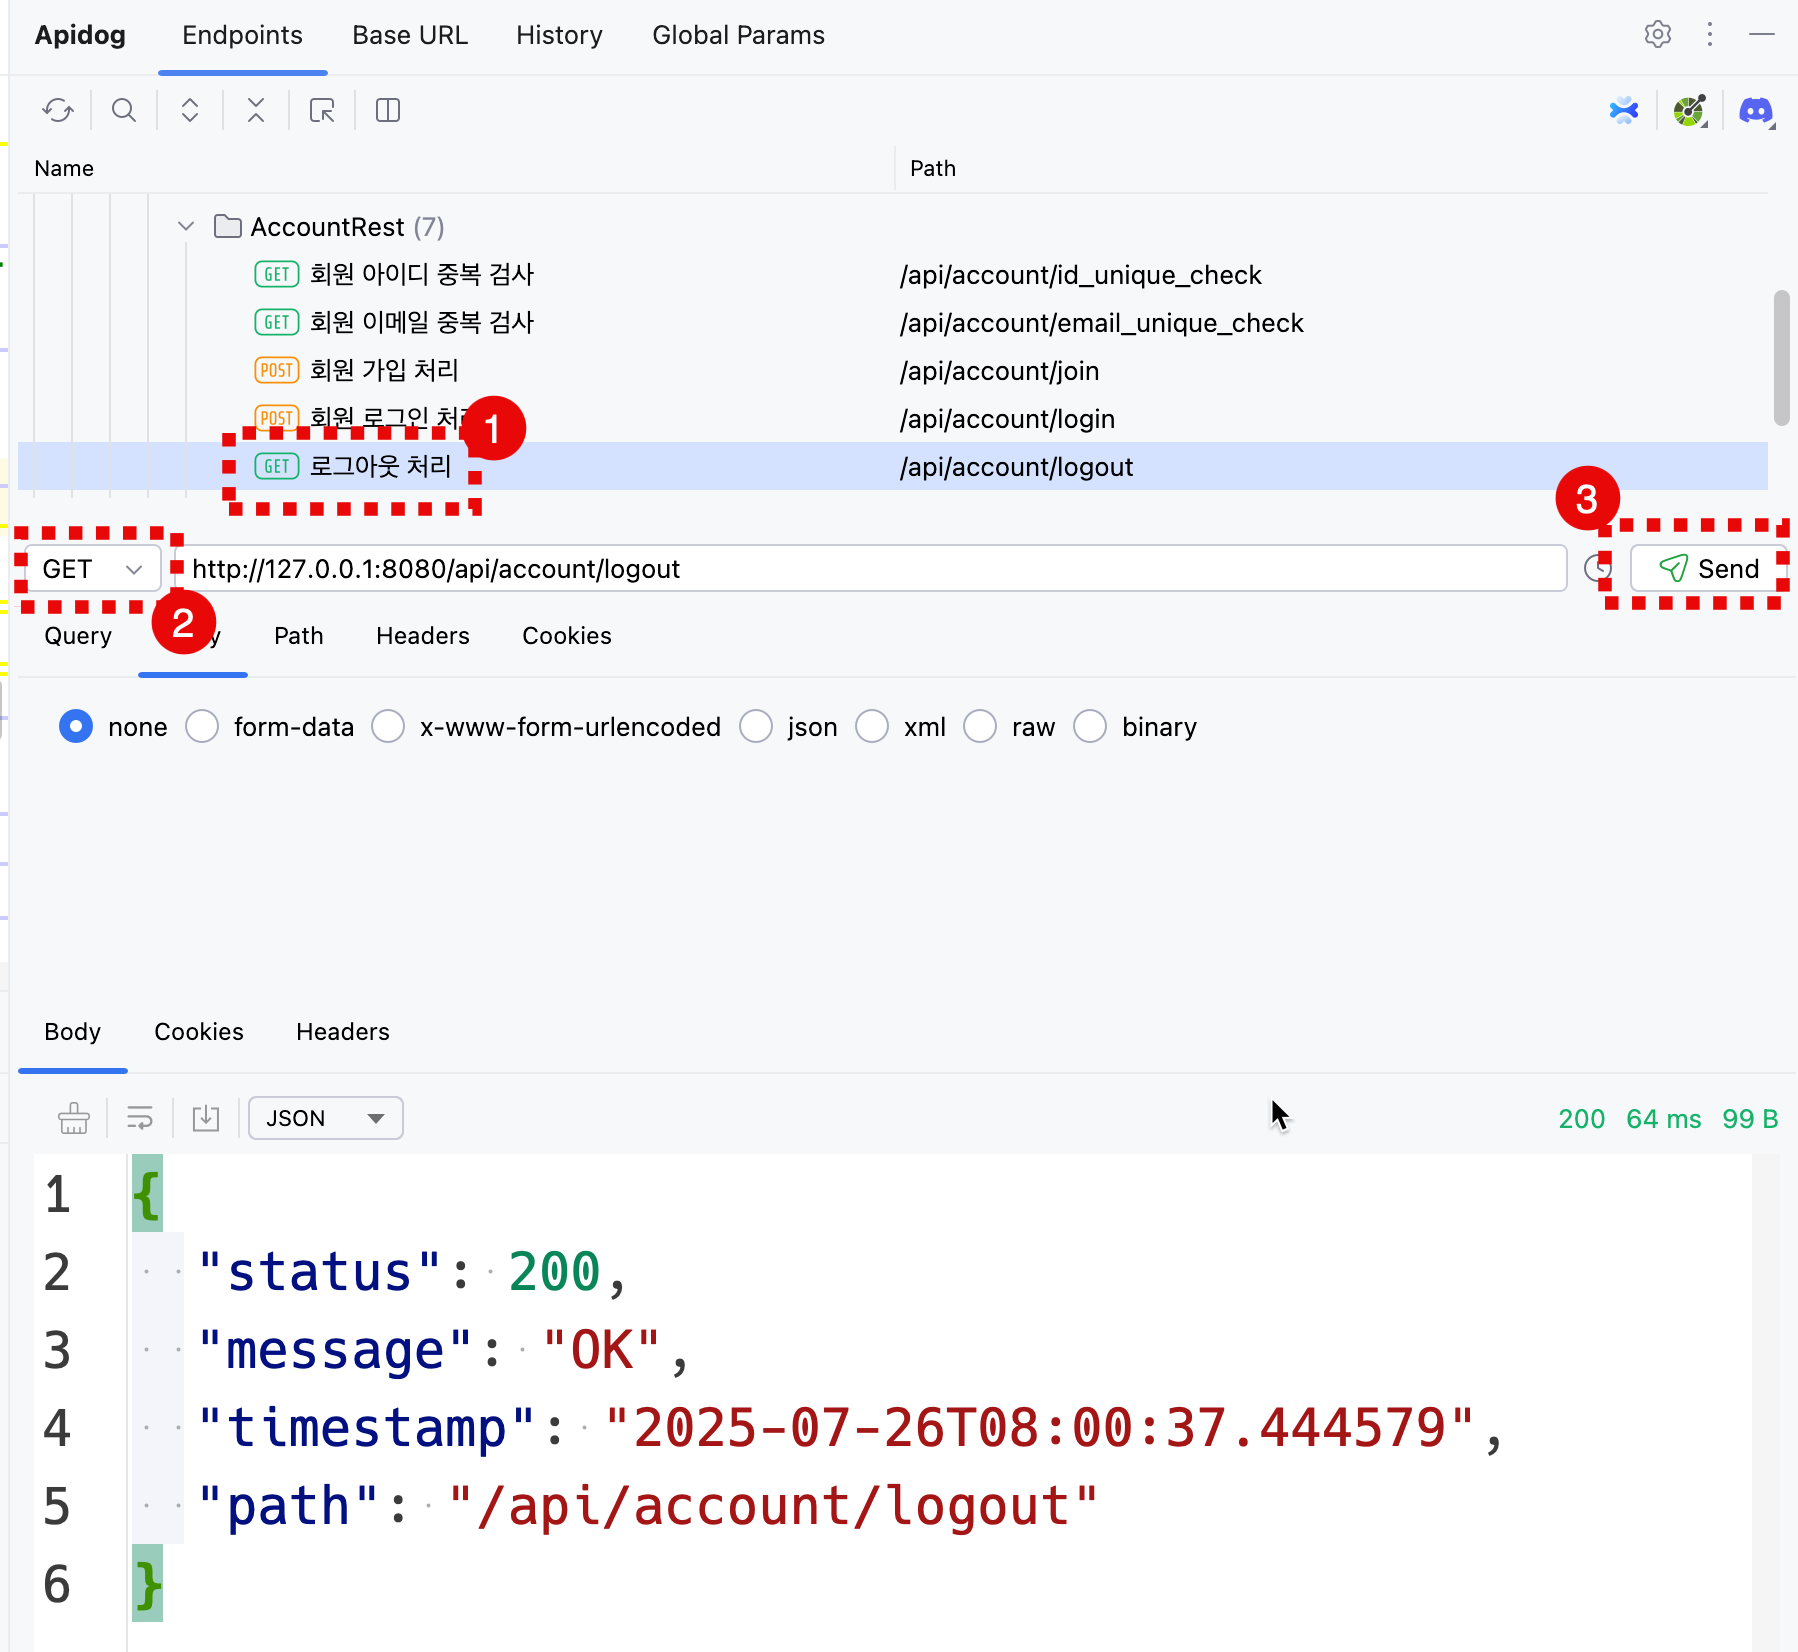 Apidog Endpoints Base URL History Global Params
Name Path
AccountRest (7)
GET 회원 아이디 중복 검사 /api/account/id_unique_check
GET 회원 이메일 중복 검사 /api/account/email_unique_check
POST 회원 가입 처리 /api/account/join
POST 회원 로그인 /api/account/login
1
GET 로그아웃 처리 /api/account/logout
3
GET http://127.0.0.1:8080/api/account/logout Send
2
Query Path Headers Cookies
none form-data x-www-form-urlencoded json xml raw binary
Body Cookies Headers
JSON 200 64 ms 99 B
1 {
2 "status": 200,
3 "message": "OK",
4 "timestamp": "2025-07-26T08:00:37.444579",
5 "path": "/api/account/logout"
6 }